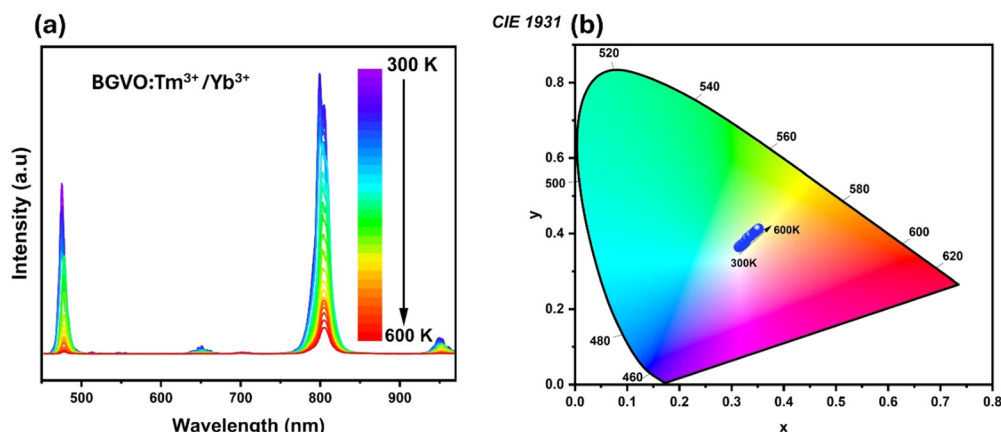 (a)
BGVO:Tm³⁺/Yb³⁺
300 K
600 K
Intensity (a.u)
500
600
700
800
900
Wavelength (nm)
CIE 1931
(b)
0.8
0.6
0.4
0.2
0.0
y
0.0
0.1
0.2
0.3
0.4
0.5
0.6
0.7
0.8
x
520
540
560
500
580
600
620
480
460
600K
300K